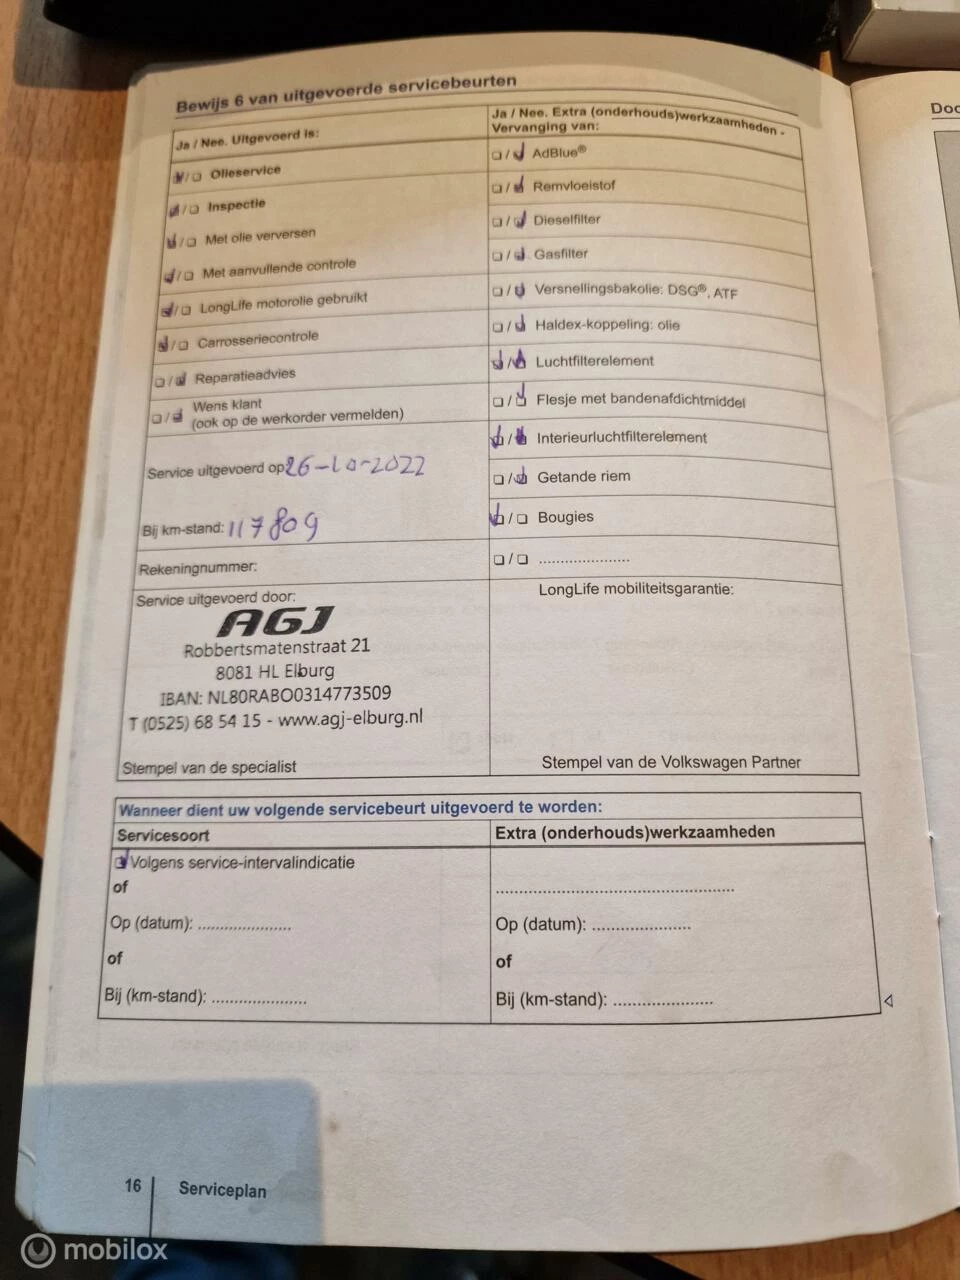 Bewijs 6 van uitgevoerde servicebeurten
Ja / Nee. Uitgevoerd is:
/ Olieservice
/ Inspectie
/ Met olie verversen
/ Met aanvullende controle
/ LongLife motorolie gebruikt
/ Carrosseriecontrole
/ Reparatieadvies
/ Wens klant
(ook op de werkorder vermelden)
Service uitgevoerd op: 26-10-2022
Bij km-stand: 117809
Rekeningnummer:
Service uitgevoerd door:
AGJ
Robbertsmatenstraat 21
8081 HL Elburg
IBAN: NL80RABO0314773509
T (0525) 68 54 15 - www.agj-elburg.nl
Stempel van de specialist
Ja / Nee. Extra (onderhouds)werkzaamheden -
Vervanging van:
/ AdBlue®
/ Remvloeistof
/ Dieselfilter
/ Gasfilter
/ Versnellingsbakolie: DSG®, ATF
/ Haldex-koppeling: olie
/ Luchtfilterelement
/ Flesje met bandenafdichtmiddel
/ Interieurluchtfilterelement
/ Getande riem
/ Bougies
/ .....................
LongLife mobiliteitsgarantie:
Stempel van de Volkswagen Partner
Wanneer dient uw volgende servicebeurt uitgevoerd te worden:
Servicesoort
Volgens service-intervalindicatie
of
Op (datum): .....................
of
Bij (km-stand): .....................
Extra (onderhouds)werkzaamheden
.....................................................
Op (datum): ......................
of
Bij (km-stand): ......................
16 Serviceplan
Doc
mobilox